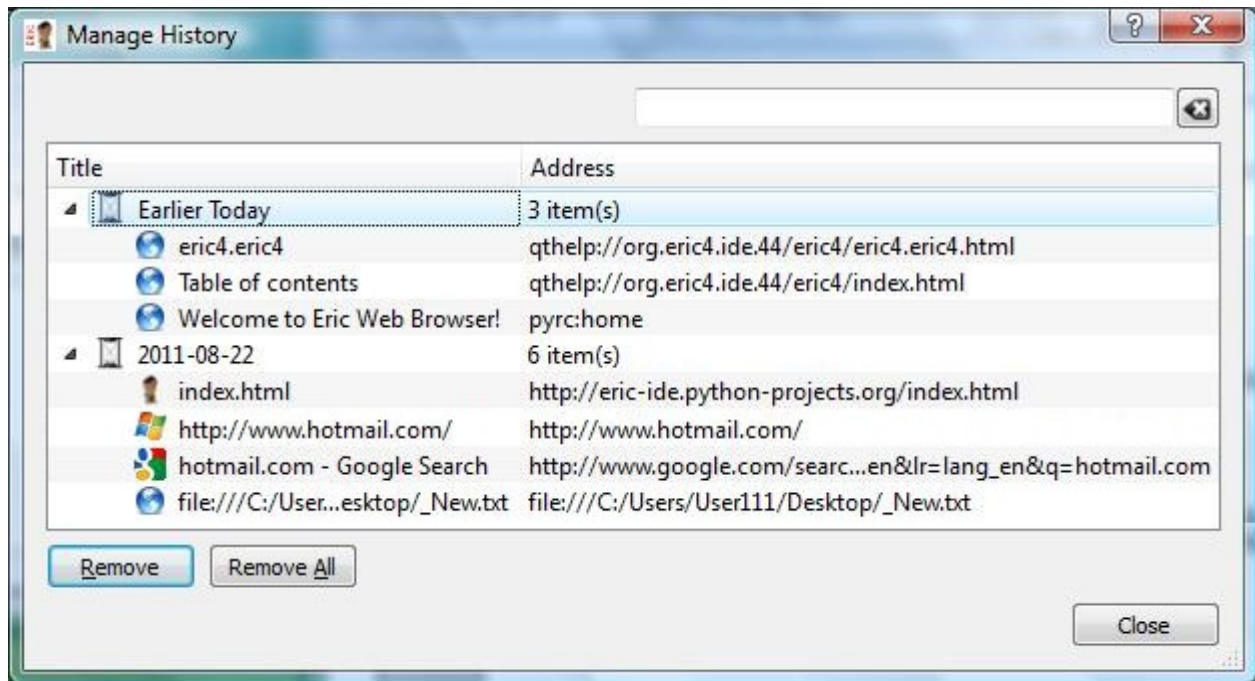 Manage History
Title Address
Earlier Today 3 item(s)
eric4.eric4 qthelp://org.eric4.ide.44/eric4/eric4.eric4.html
Table of contents qthelp://org.eric4.ide.44/eric4/index.html
Welcome to Eric Web Browser! pyrc:home
2011-08-22 6 item(s)
index.html http://eric-ide.python-projects.org/index.html
http://www.hotmail.com/ http://www.hotmail.com/
hotmail.com - Google Search http://www.google.com/searc...en&lr=lang_en&q=hotmail.com
file:///C:/User...esktop/_New.txt file:///C:/Users/User111/Desktop/_New.txt
Remove Remove All
Close